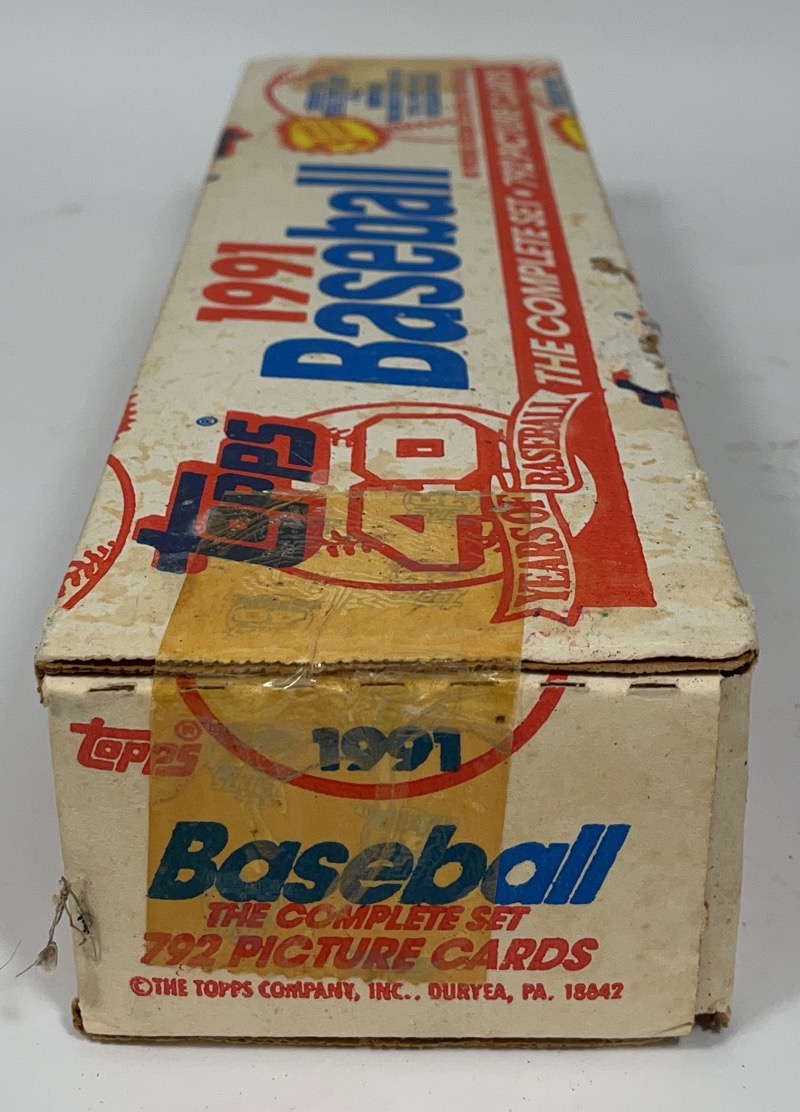 1991
Baseball
THE COMPLETE SET • 792 PICTURE CARDS
TOPPS®
40
YEARS OF BASEBALL
TOPPS®
1991
Baseball
THE COMPLETE SET
792 PICTURE CARDS
©THE TOPPS COMPANY, INC., DURYEA, PA. 18642